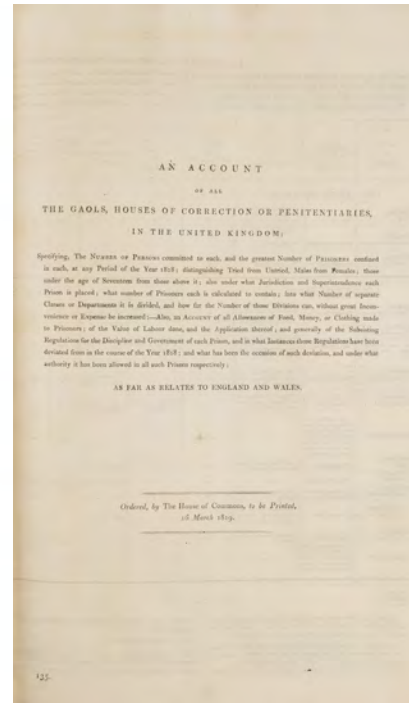 AN ACCOUNT
OF ALL
THE GAOLS, HOUSES OF CORRECTION OR PENITENTIARIES,
IN THE UNITED KINGDOM;
Specifying, The NUMBER OF PERSONS committed to each, and the greatest Number of PRISONERS confined
in each, at any Period of the Year 1818; distinguishing Tried from Untried, Males from Females; those
under the age of Seventeen from those above it; also under what Jurisdiction and Superintendence each
Prison is placed; what number of Prisoners each is calculated to contain; into what Number of separate
Classes or Departments it is divided, and how far the Number of those Divisions can, without great Incon-
venience or Expense be increased:—Also, an ACCOUNT of all Allowances of Food, Money, or Clothing made
to Prisoners; of the Value of Labour done, and the Application thereof; and generally of the Subsisting
Regulations for the Discipline and Government of each Prison, and in what Instances those Regulations have been
deviated from in the course of the Year 1818; and what has been the occasion of such deviation, and under what
authority it has been allowed in all such Prisons respectively;
AS FAR AS RELATES TO ENGLAND AND WALES.
Ordered, by The House of Commons, to be Printed,
16 March 1819.
135.